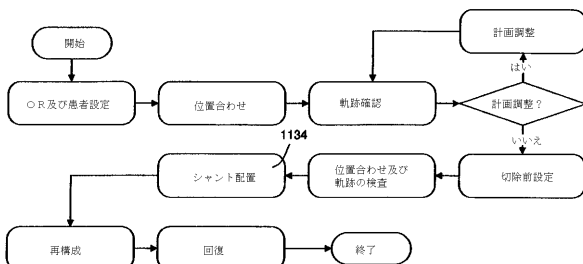 開始
計画調整
はい
OR及び患者設定
位置合わせ
軌跡確認
計画調整？
いいえ
1134
シャント配置
位置合わせ及び
軌跡の検査
切除前設定
再構成
回復
終了